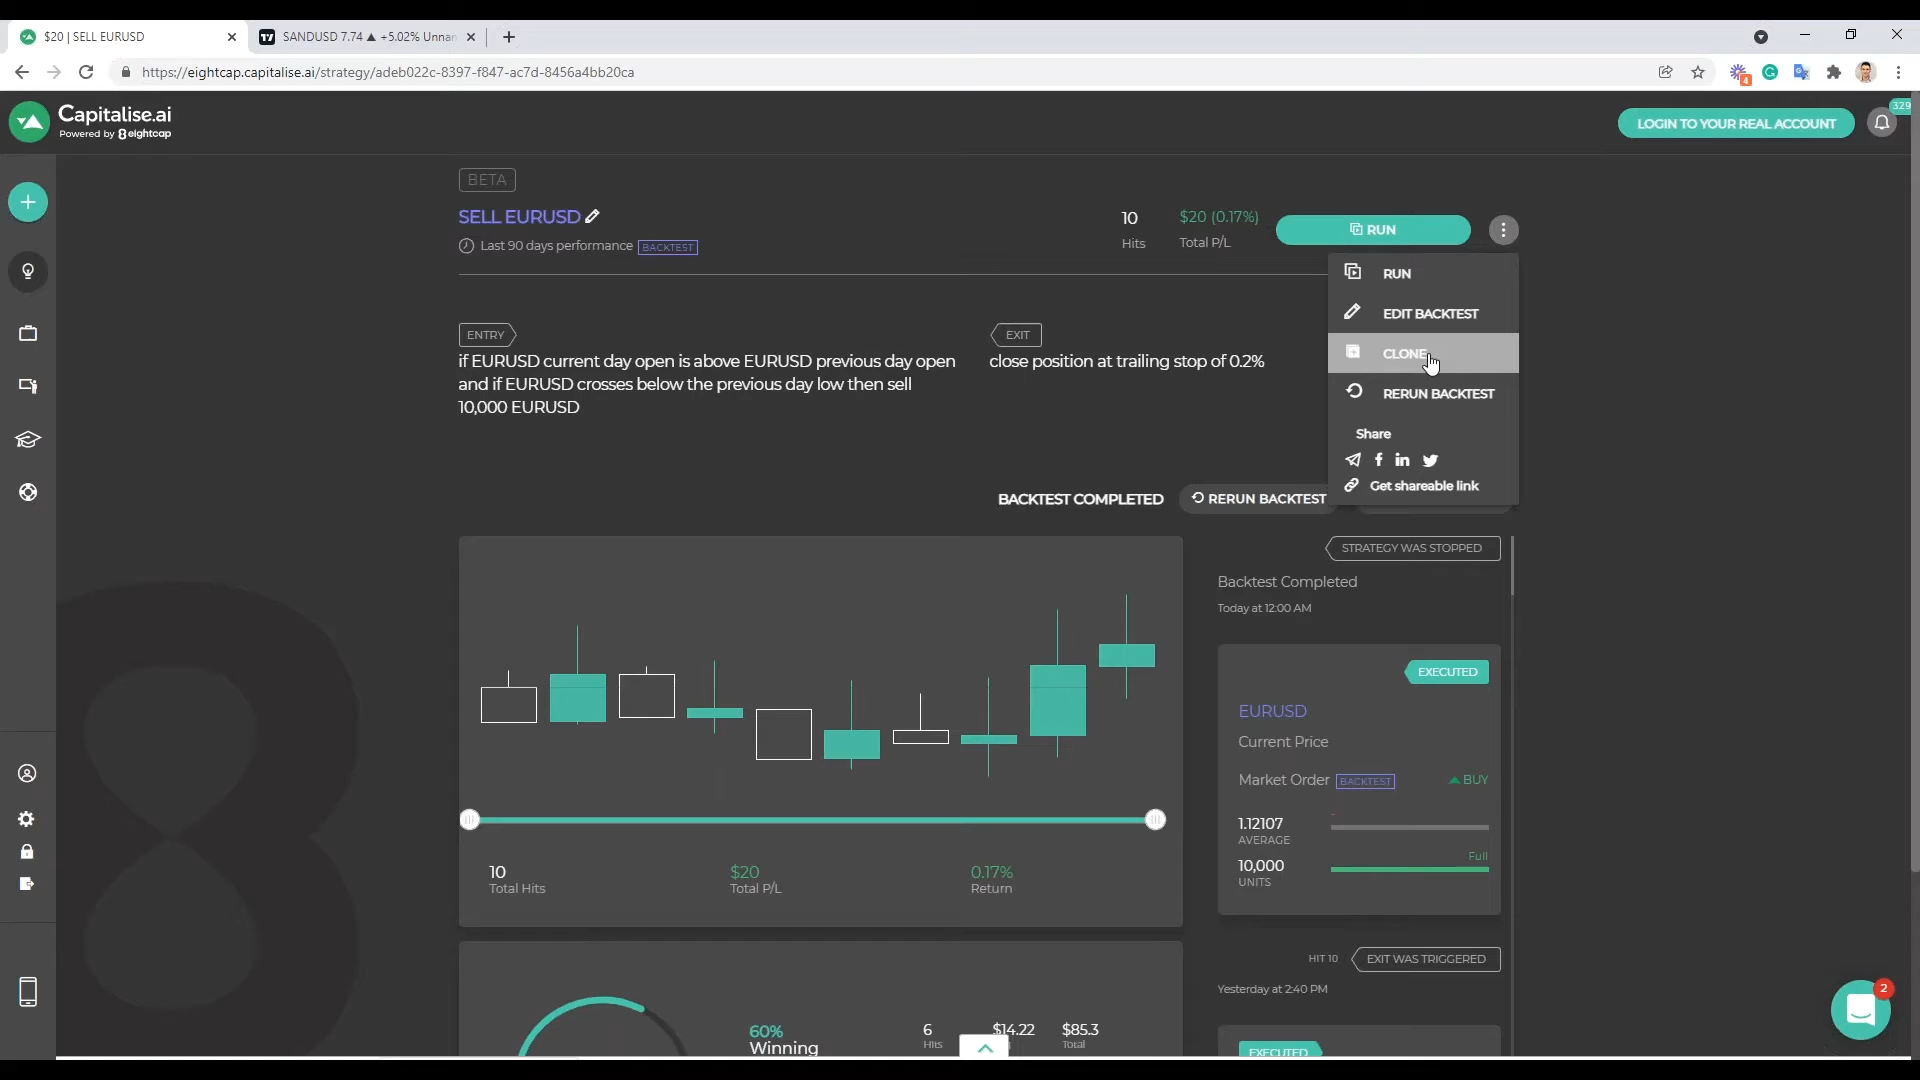 $20 | SELL EURUSD
SANDUSD 7.74 ▲ +5.02% Unnar
https://eightcap.capitalise.ai/strategy/adeb022c-8397-f847-ac7d-8456a4bb20ca
4
Capitalise.ai
Powered by 8eightcap
LOGIN TO YOUR REAL ACCOUNT
329
BETA
SELL EURUSD
10
$20 (0.17%)
RUN
Last 90 days performance BACKTEST
Hits
Total P/L
RUN
EDIT BACKTEST
CLONE
RERUN BACKTEST
Share
Get shareable link
ENTRY
if EURUSD current day open is above EURUSD previous day open
and if EURUSD crosses below the previous day low then sell
10,000 EURUSD
EXIT
close position at trailing stop of 0.2%
BACKTEST COMPLETED
RERUN BACKTEST
STRATEGY WAS STOPPED
Backtest Completed
Today at 12:00 AM
EXECUTED
EURUSD
Current Price
Market Order BACKTEST ▲ BUY
1.12107
AVERAGE
Full
10,000
UNITS
10
Total Hits
$20
Total P/L
0.17%
Return
HIT 10
EXIT WAS TRIGGERED
Yesterday at 2:40 PM
EXECUTED
60%
Winning
6
Hits
$14.22
$85.3
Total
2